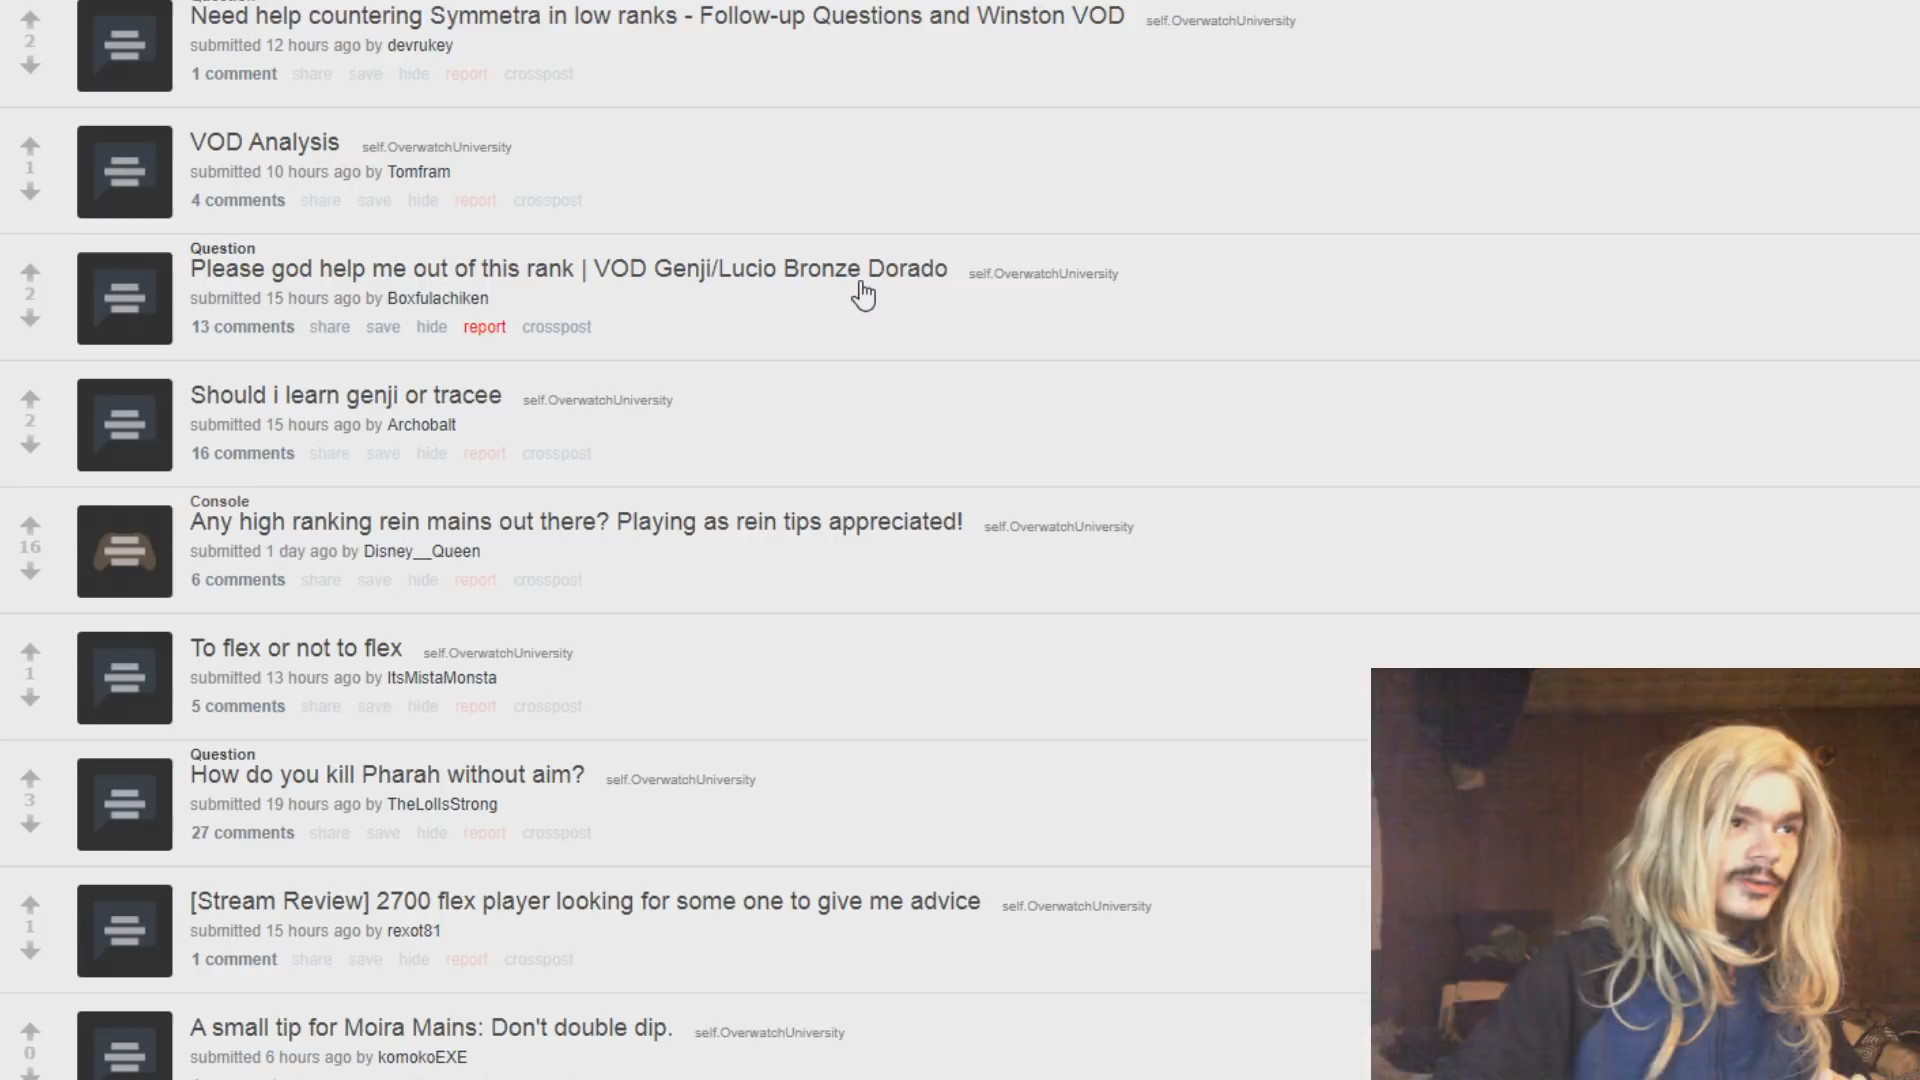 Need help countering Symmetra in low ranks - Follow-up Questions and Winston VOD self.OverwatchUniversity
2
submitted 12 hours ago by devrukey
1 comment share save hide report crosspost
VOD Analysis self.OverwatchUniversity
1
submitted 10 hours ago by Tomfram
4 comments share save hide report crosspost
Question
Please god help me out of this rank | VOD Genji/Lucio Bronze Dorado self.OverwatchUniversity
2
submitted 15 hours ago by Boxfulachiken
13 comments share save hide report crosspost
Should i learn genji or tracee self.OverwatchUniversity
2
submitted 15 hours ago by Archobalt
16 comments share save hide report crosspost
Console
Any high ranking rein mains out there? Playing as rein tips appreciated! self.OverwatchUniversity
16
submitted 1 day ago by Disney__Queen
6 comments share save hide report crosspost
To flex or not to flex self.OverwatchUniversity
1
submitted 13 hours ago by ItsMistaMonsta
5 comments share save hide report crosspost
Question
How do you kill Pharah without aim? self.OverwatchUniversity
3
submitted 19 hours ago by TheLollsStrong
27 comments share save hide report crosspost
[Stream Review] 2700 flex player looking for some one to give me advice self.OverwatchUniversity
1
submitted 15 hours ago by rexot81
1 comment share save hide report crosspost
A small tip for Moira Mains: Don't double dip. self.OverwatchUniversity
0
submitted 6 hours ago by komokoEXE